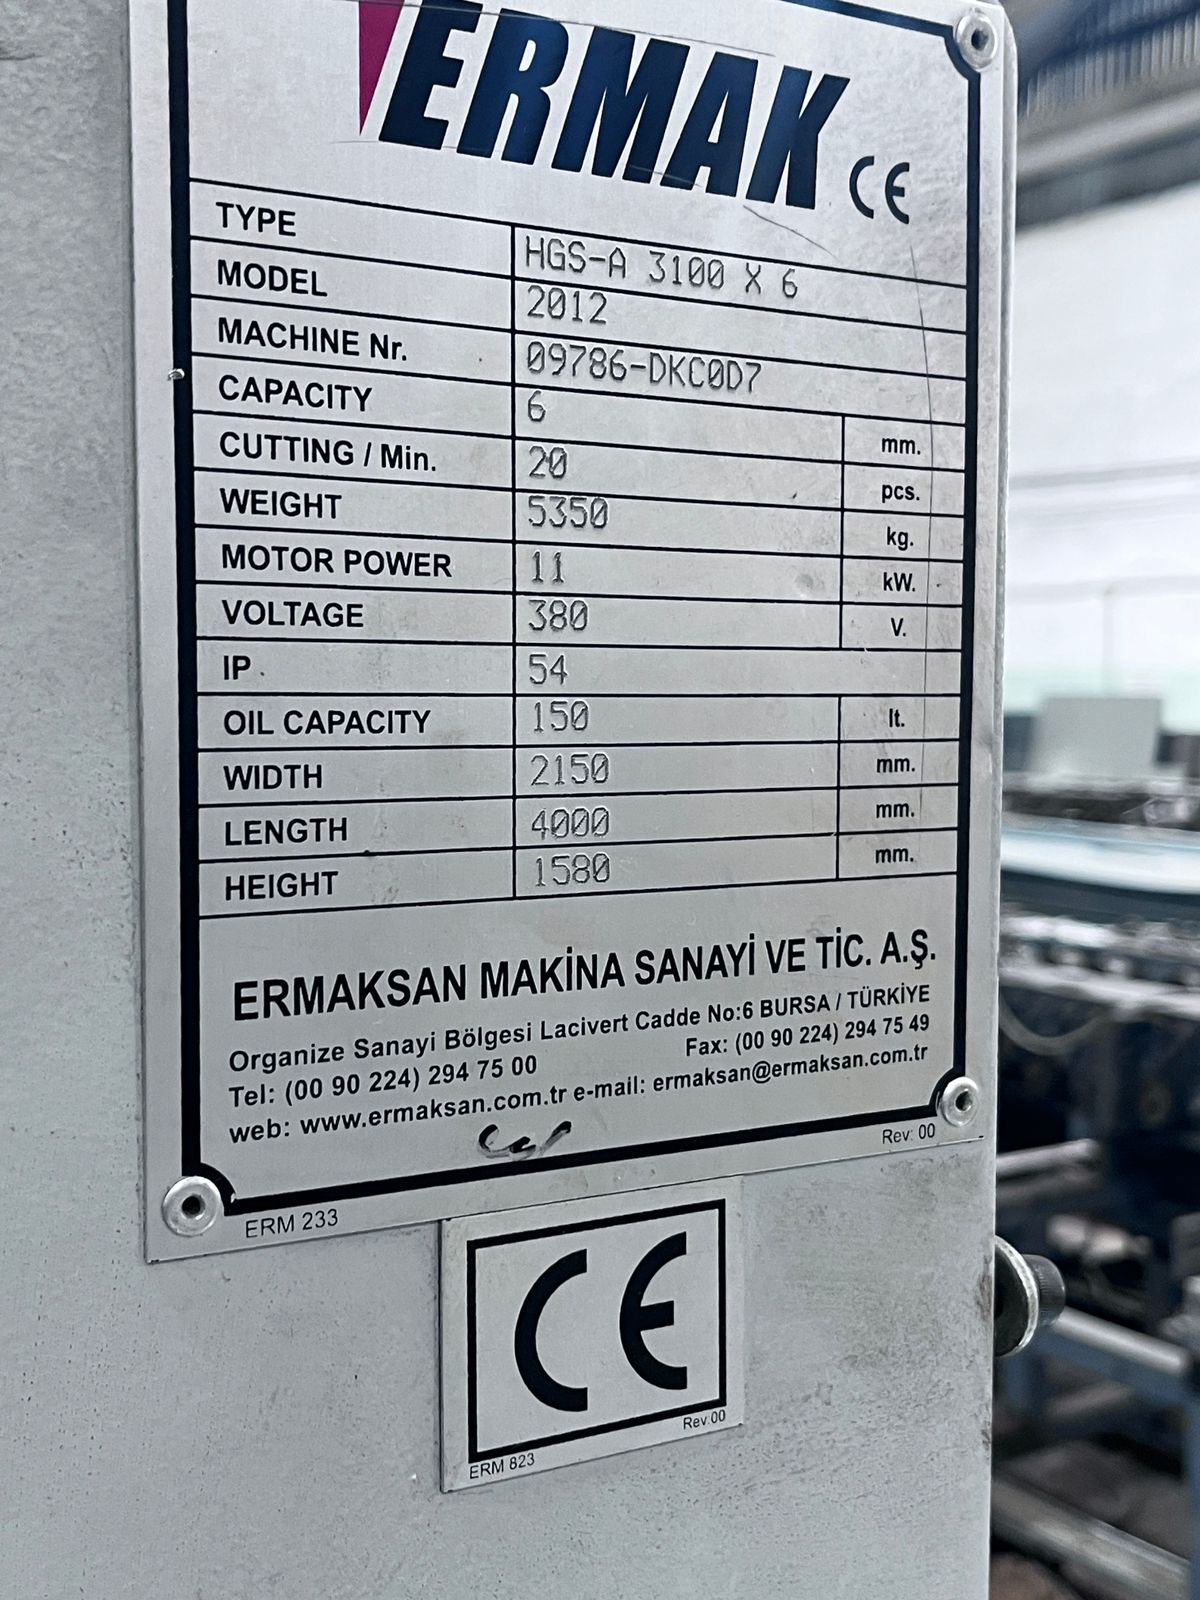 ERMAK CE
TYPE HGS-A 3100 X 6
MODEL 2012
MACHINE Nr. 09786-DKC0D7
CAPACITY 6 mm.
CUTTING / Min. 20 pcs.
WEIGHT 5350 kg.
MOTOR POWER 11 kW.
VOLTAGE 380 V.
IP 54
OIL CAPACITY 150 lt.
WIDTH 2150 mm.
LENGTH 4000 mm.
HEIGHT 1580 mm.
ERMAKSAN MAKİNA SANAYİ VE TİC. A.Ş.
Organize Sanayi Bölgesi Lacivert Cadde No:6 BURSA / TÜRKİYE
Tel: (00 90 224) 294 75 00 Fax: (00 90 224) 294 75 49
web: www.ermaksan.com.tr e-mail: ermaksan@ermaksan.com.tr
ERM 233 Rev: 00
CE
ERM 823 Rev:00